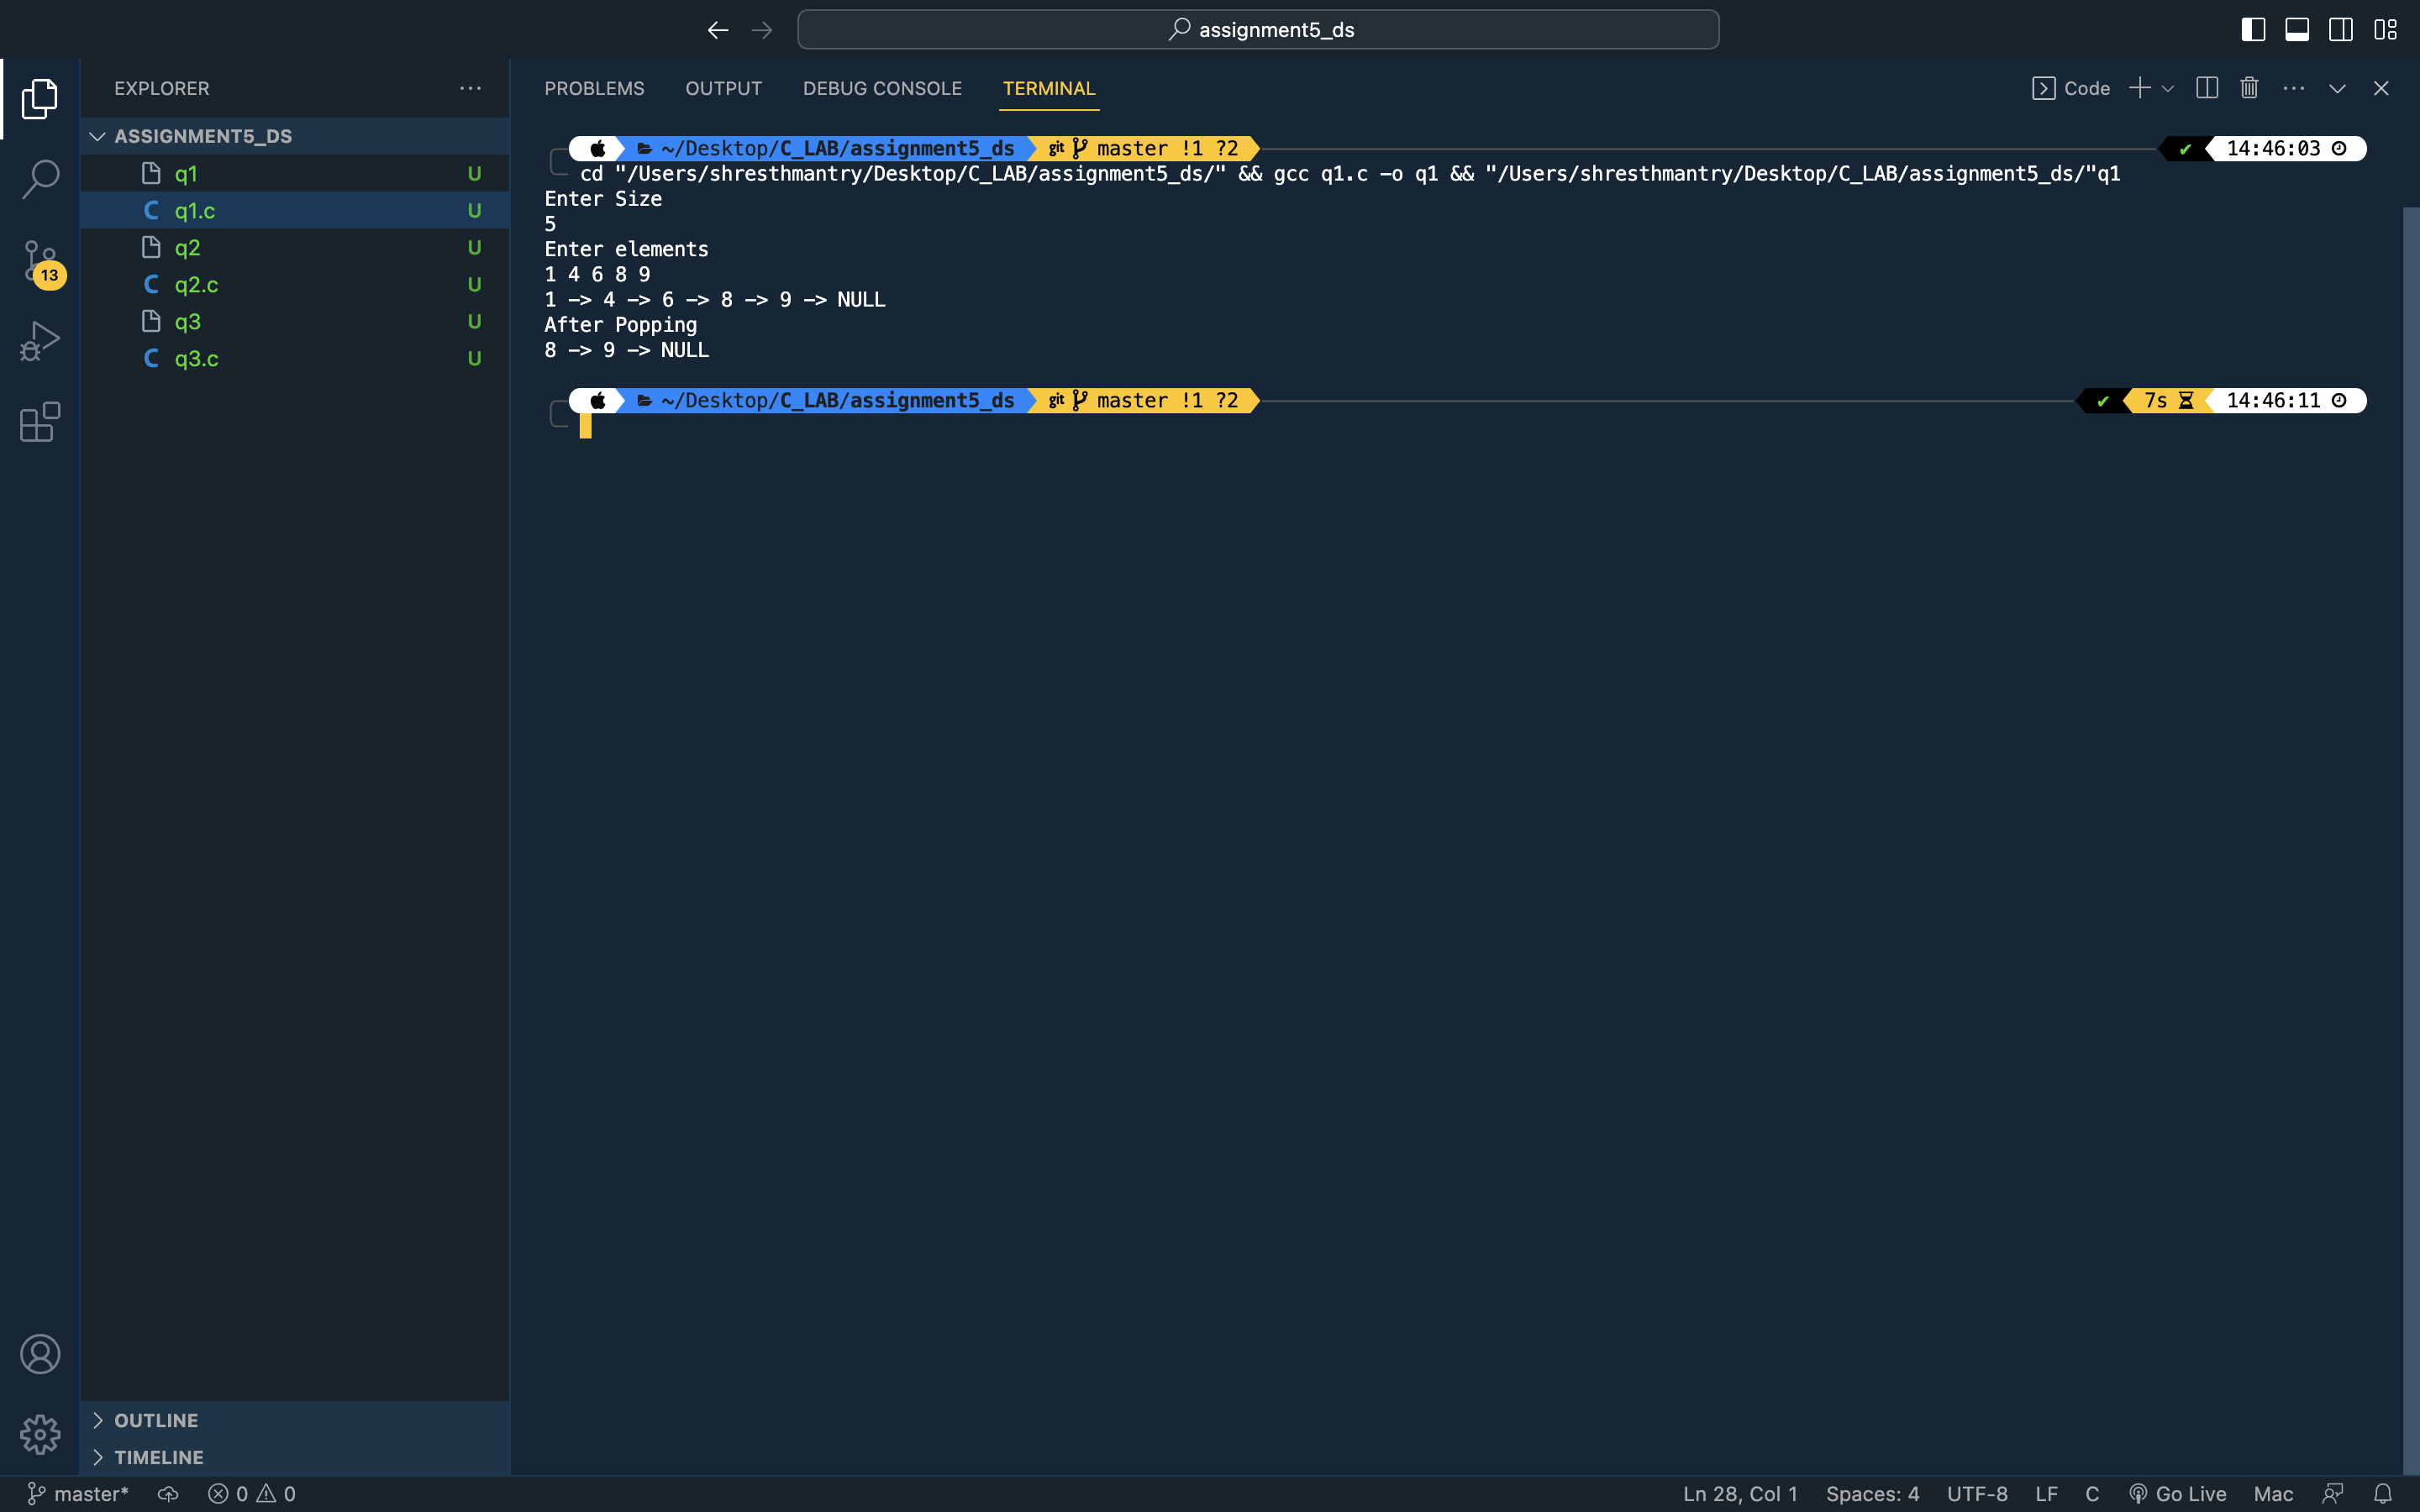 assignment5_ds
EXPLORER
ASSIGNMENT5_DS
q1 U
C q1.c U
q2 U
C q2.c U
q3 U
C q3.c U
13
OUTLINE
TIMELINE
PROBLEMS OUTPUT DEBUG CONSOLE TERMINAL
Code
~/Desktop/C_LAB/assignment5_ds git master !1 ?2 ✔ 14:46:03
cd "/Users/shresthmantry/Desktop/C_LAB/assignment5_ds/" && gcc q1.c -o q1 && "/Users/shresthmantry/Desktop/C_LAB/assignment5_ds/"q1
Enter Size
5
Enter elements
1 4 6 8 9
1 -> 4 -> 6 -> 8 -> 9 -> NULL
After Popping
8 -> 9 -> NULL
~/Desktop/C_LAB/assignment5_ds git master !1 ?2 ✔ 7s 14:46:11
master* 0 0
Ln 28, Col 1 Spaces: 4 UTF-8 LF C Go Live Mac